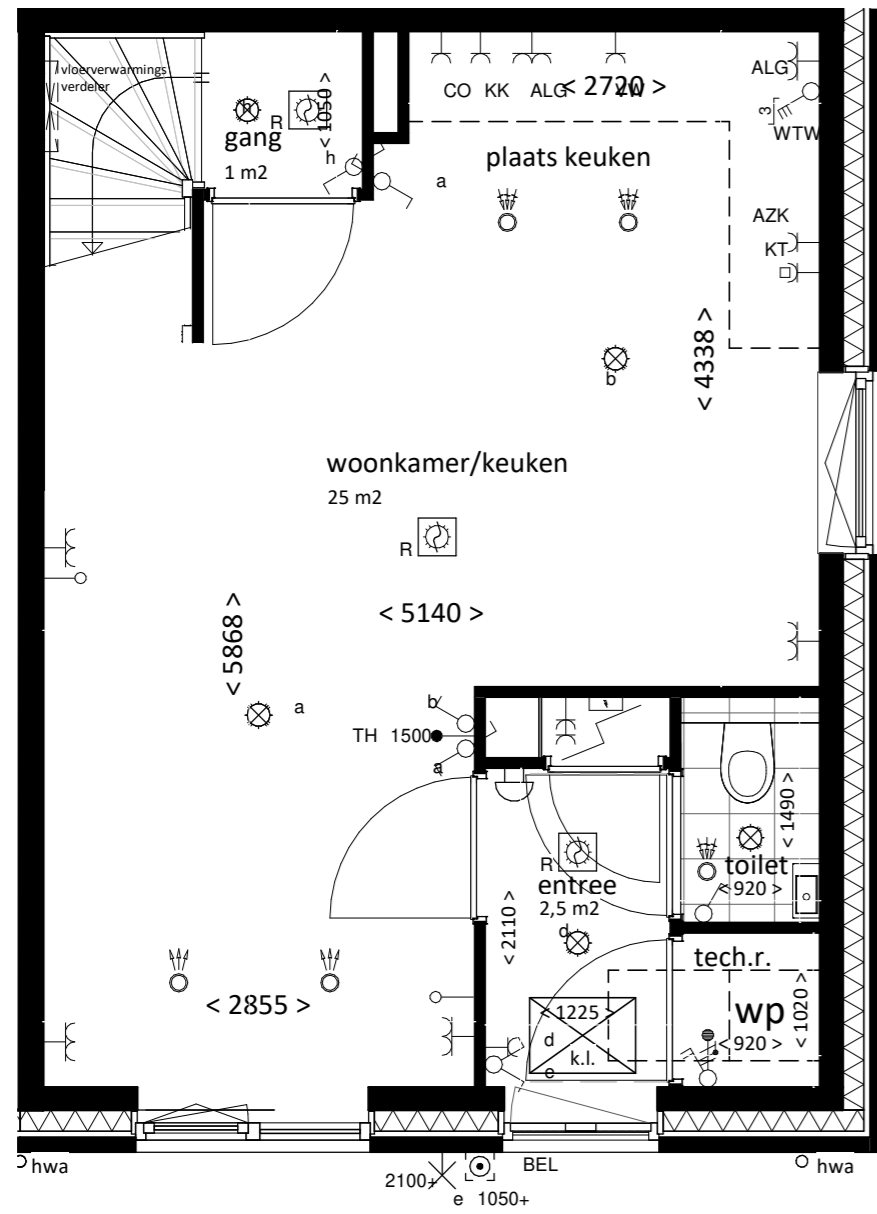 vloerverwarmings
verdeler
CO KK ALG < 2720 > VW
ALG
3
WTW
R
< 1050 >
gang
1 m2
h
a
plaats keuken
AZK
KT
< 4338 >
b
woonkamer/keuken
25 m2
R
< 5140 >
< 5868 >
a
b
TH 1500
a
< 1490 >
R
toilet
< 920 >
entree
2,5 m2
d
< 2110 >
tech.r.
wp
< 1020 >
< 920 >
< 2855 >
< 1225 >
d
k.l.
e
hwa
2100+
e 1050+
BEL
hwa